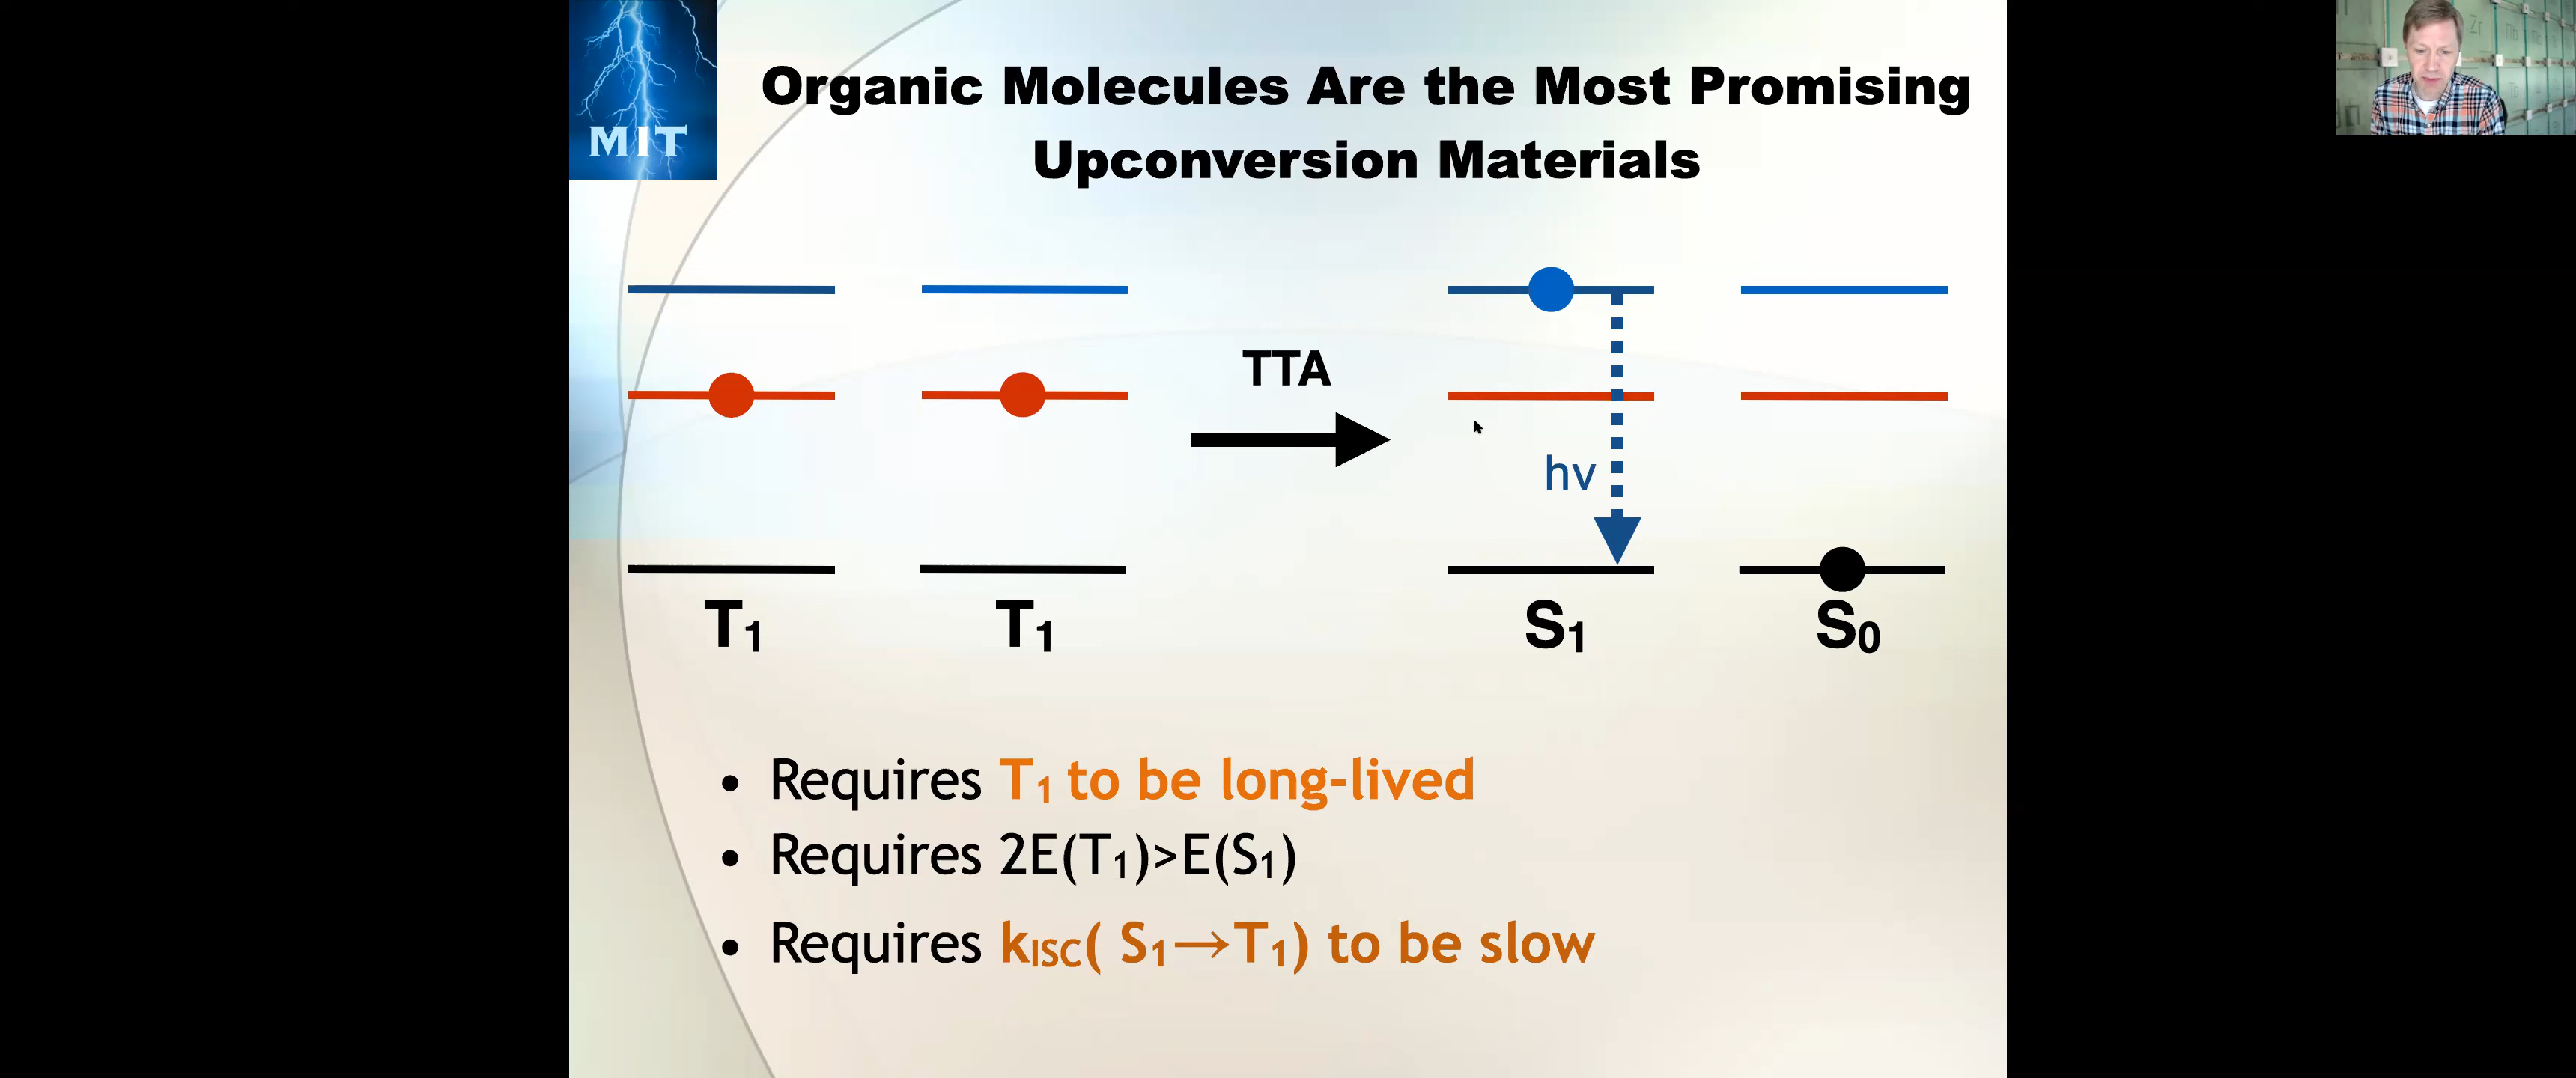 MIT
Organic Molecules Are the Most Promising
Upconversion Materials
TTA
hv
T1
T1
S1
S0
• Requires T1 to be long-lived
• Requires 2E(T1)>E(S1)
• Requires kISC( S1→T1) to be slow